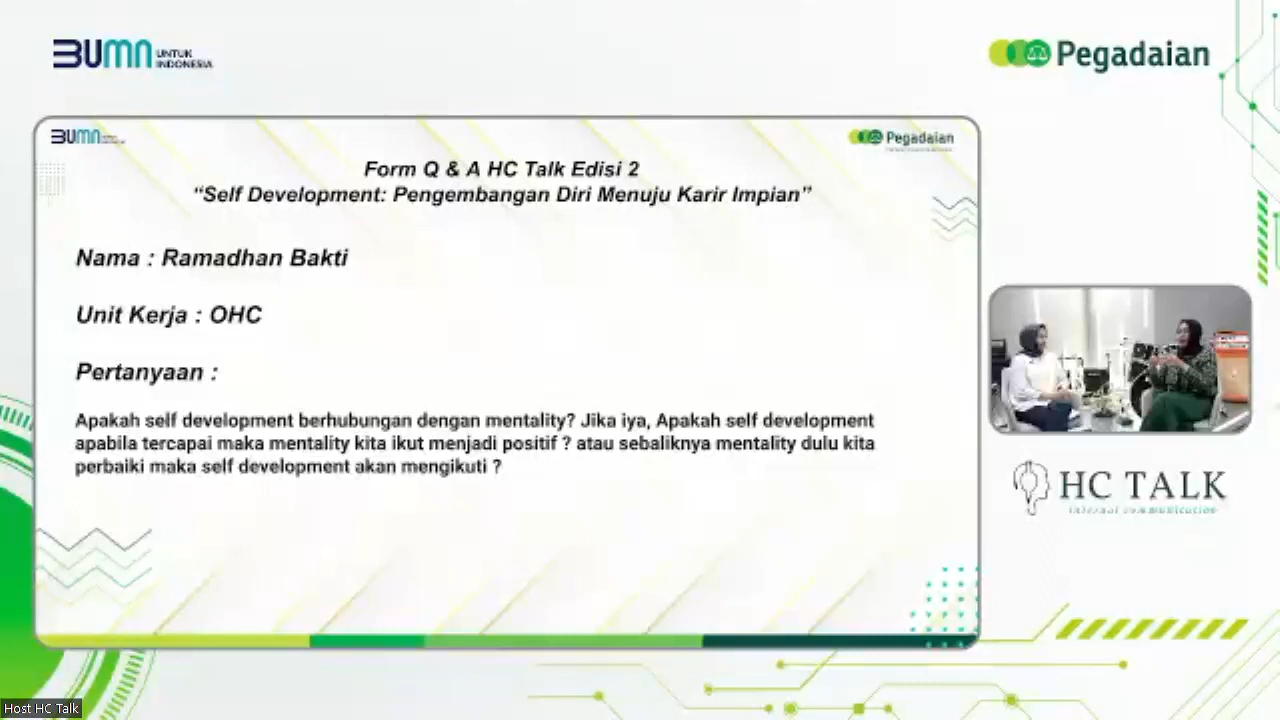 BUMN UNTUK
INDONESIA
Pegadaian
BUMN
Pegadaian
Form Q & A HC Talk Edisi 2
“Self Development: Pengembangan Diri Menuju Karir Impian”
Nama : Ramadhan Bakti
Unit Kerja : OHC
Pertanyaan :
Apakah self development berhubungan dengan mentality? Jika iya, Apakah self development
apabila tercapai maka mentality kita ikut menjadi positif ? atau sebaliknya mentality dulu kita
perbaiki maka self development akan mengikuti ?
HC TALK
internal communication
Host HC Talk